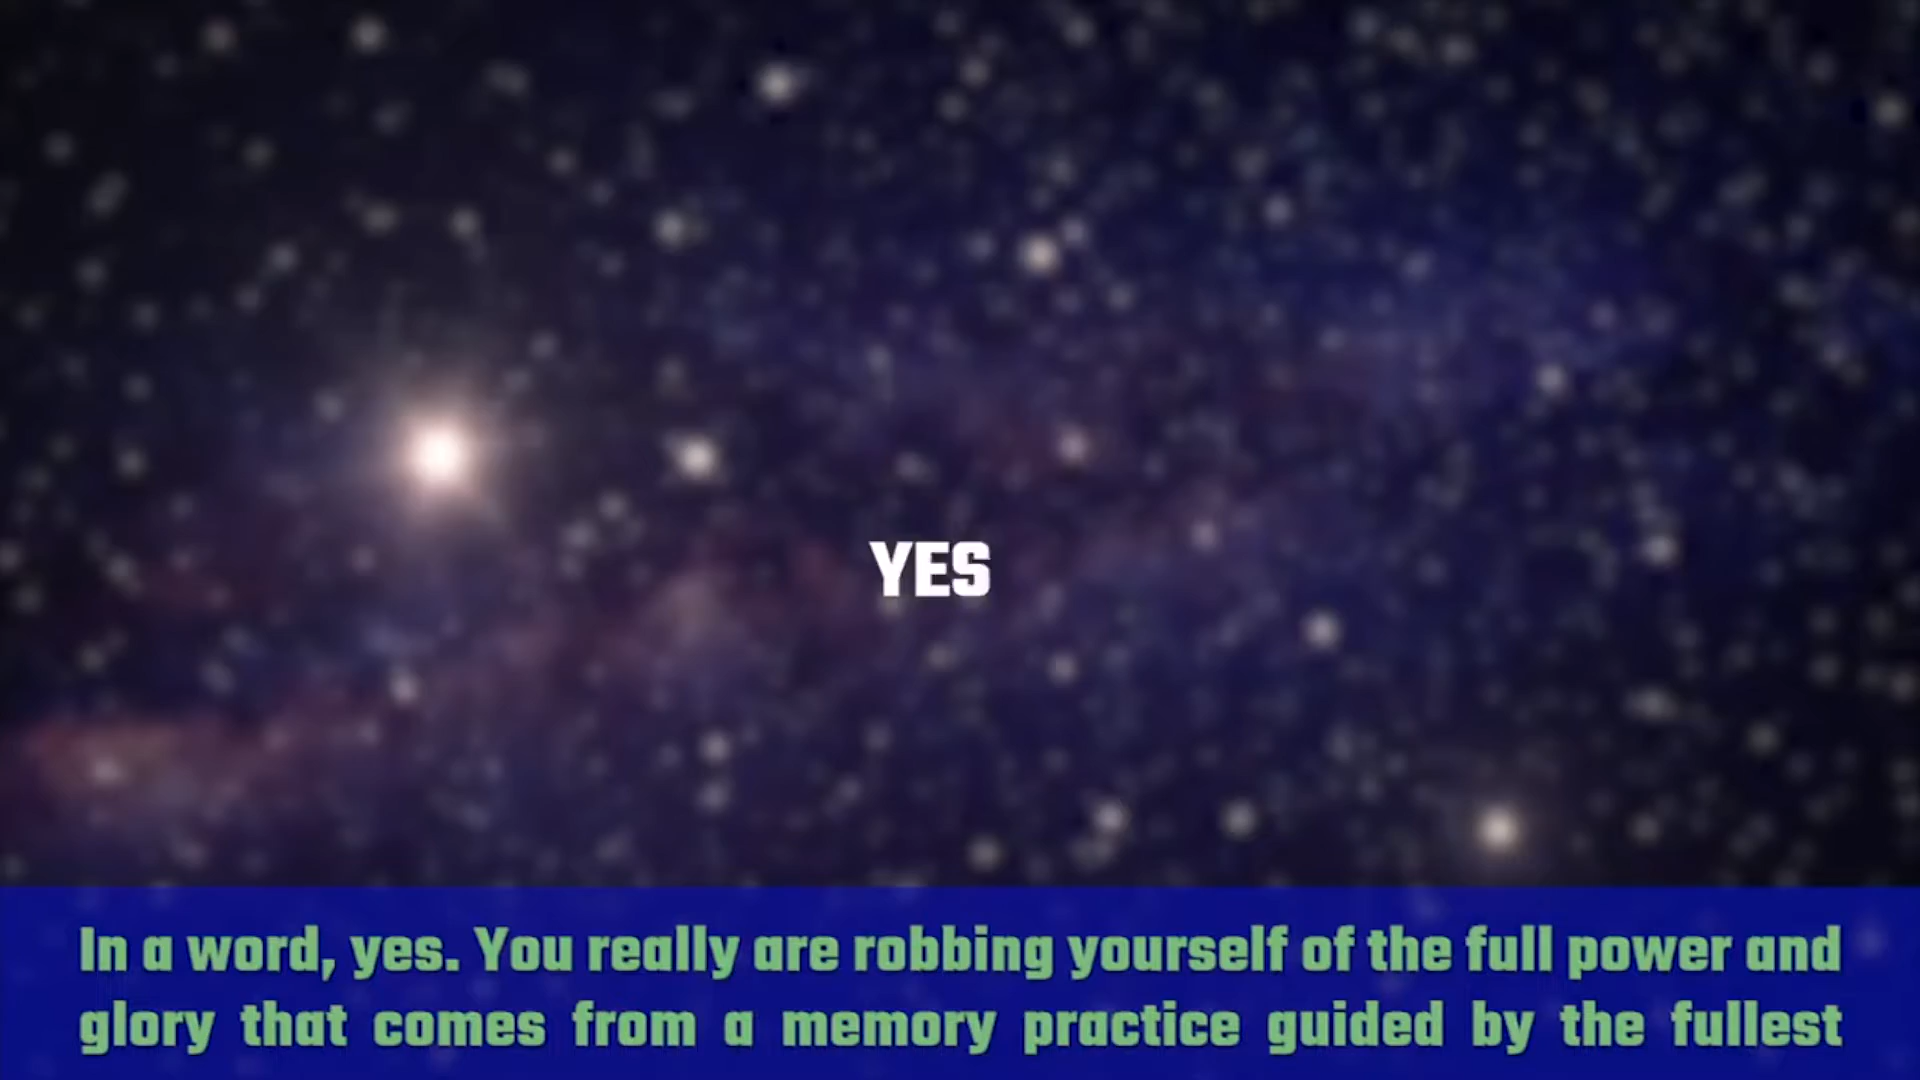 YES
In a word, yes. You really are robbing yourself of the full power and
glory that comes from a memory practice guided by the fullest